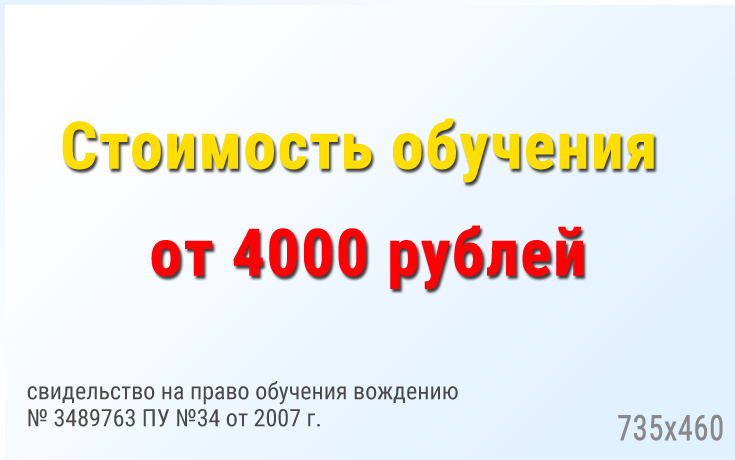 Стоимость обучения
от 4000 рублей
свидельство на право обучения вождению
№ 3489763 ПУ №34 от 2007 г.
735x460